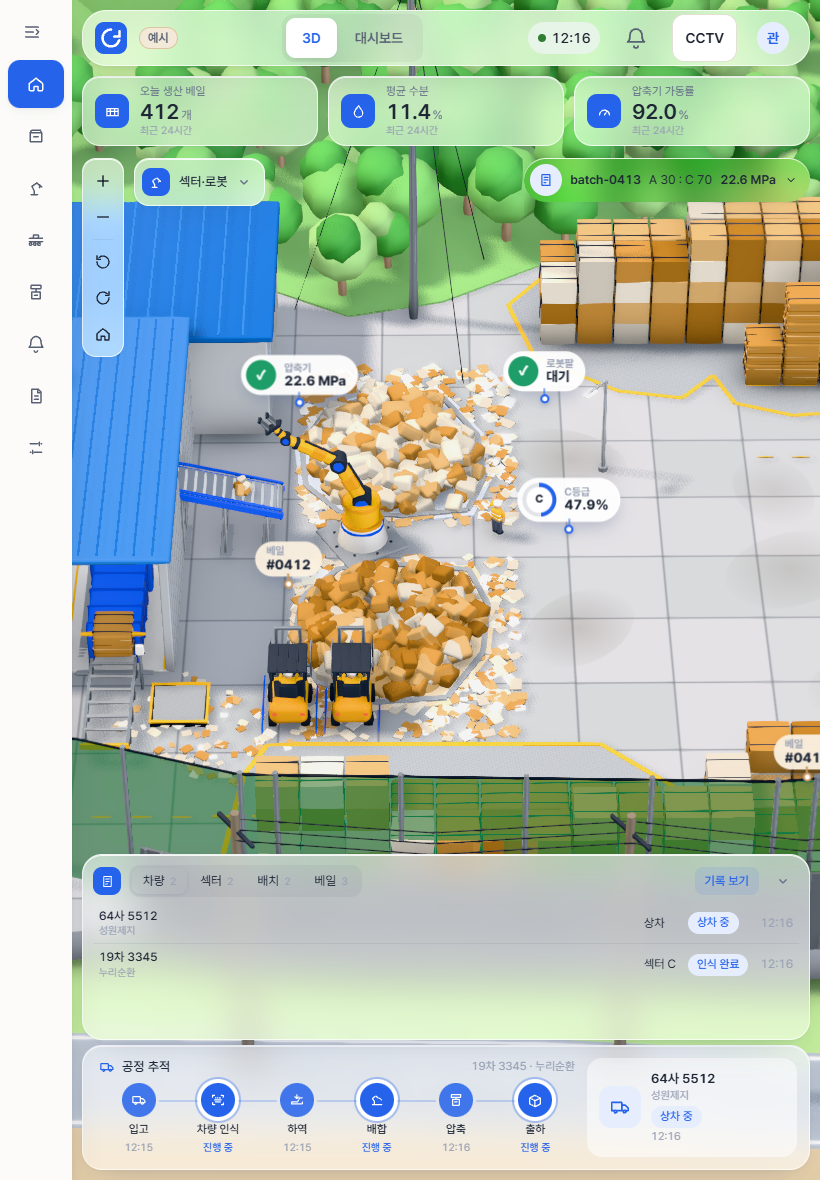 예시
3D
대시보드
12:16
CCTV
관
오늘 생산 베일
412개
최근 24시간
평균 수분
11.4%
최근 24시간
압축기 가동률
92.0%
최근 24시간
섹터·로봇
batch-0413 A 30 : C 70 22.6 MPa
압축기
22.6 MPa
로봇팔
대기
C
C등급
47.9%
베일
#0412
베일
#041
차량 2
섹터 2
배치 2
베일 3
기록 보기
64사 5512
성원제지
상차
상차 중
12:16
19차 3345
누리순환
섹터 C
인식 완료
12:16
공정 추적
19차 3345 · 누리순환
입고
12:15
차량 인식
진행 중
하역
12:15
배합
진행 중
압축
12:16
출하
진행 중
64사 5512
성원제지
상차 중
12:16